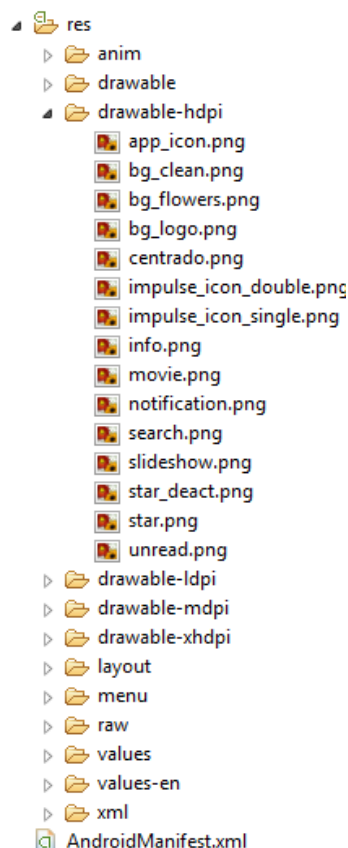 res
anim
drawable
drawable-hdpi
app_icon.png
bg_clean.png
bg_flowers.png
bg_logo.png
centrado.png
impulse_icon_double.png
impulse_icon_single.png
info.png
movie.png
notification.png
search.png
slideshow.png
star_deact.png
star.png
unread.png
drawable-ldpi
drawable-mdpi
drawable-xhdpi
layout
menu
raw
values
values-en
xml
AndroidManifest.xml